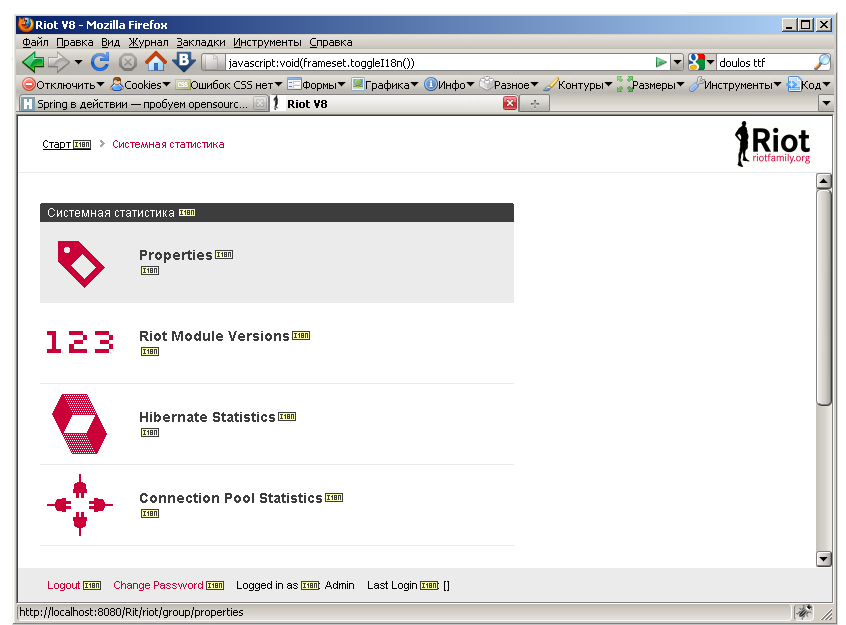 Riot V8 - Mozilla Firefox
Файл Правка Вид Журнал Закладки Инструменты Справка
javascript:void(frameset.toggleI18n()) doulos ttf
Отключить Cookies CSS Ошибок CSS нет Формы Графика Инфо Разное Контуры Размеры Инструменты Код
Spring в действии — пробуем opensourc... Riot V8
Старт I18N > Системная статистика
Riot
riotfamily.org
Системная статистика I18N
Properties I18N
I18N
123 Riot Module Versions I18N
I18N
Hibernate Statistics I18N
I18N
Connection Pool Statistics I18N
I18N
Logout I18N Change Password I18N Logged in as I18N: Admin Last Login I18N: []
http://localhost:8080/Rit/riot/group/properties